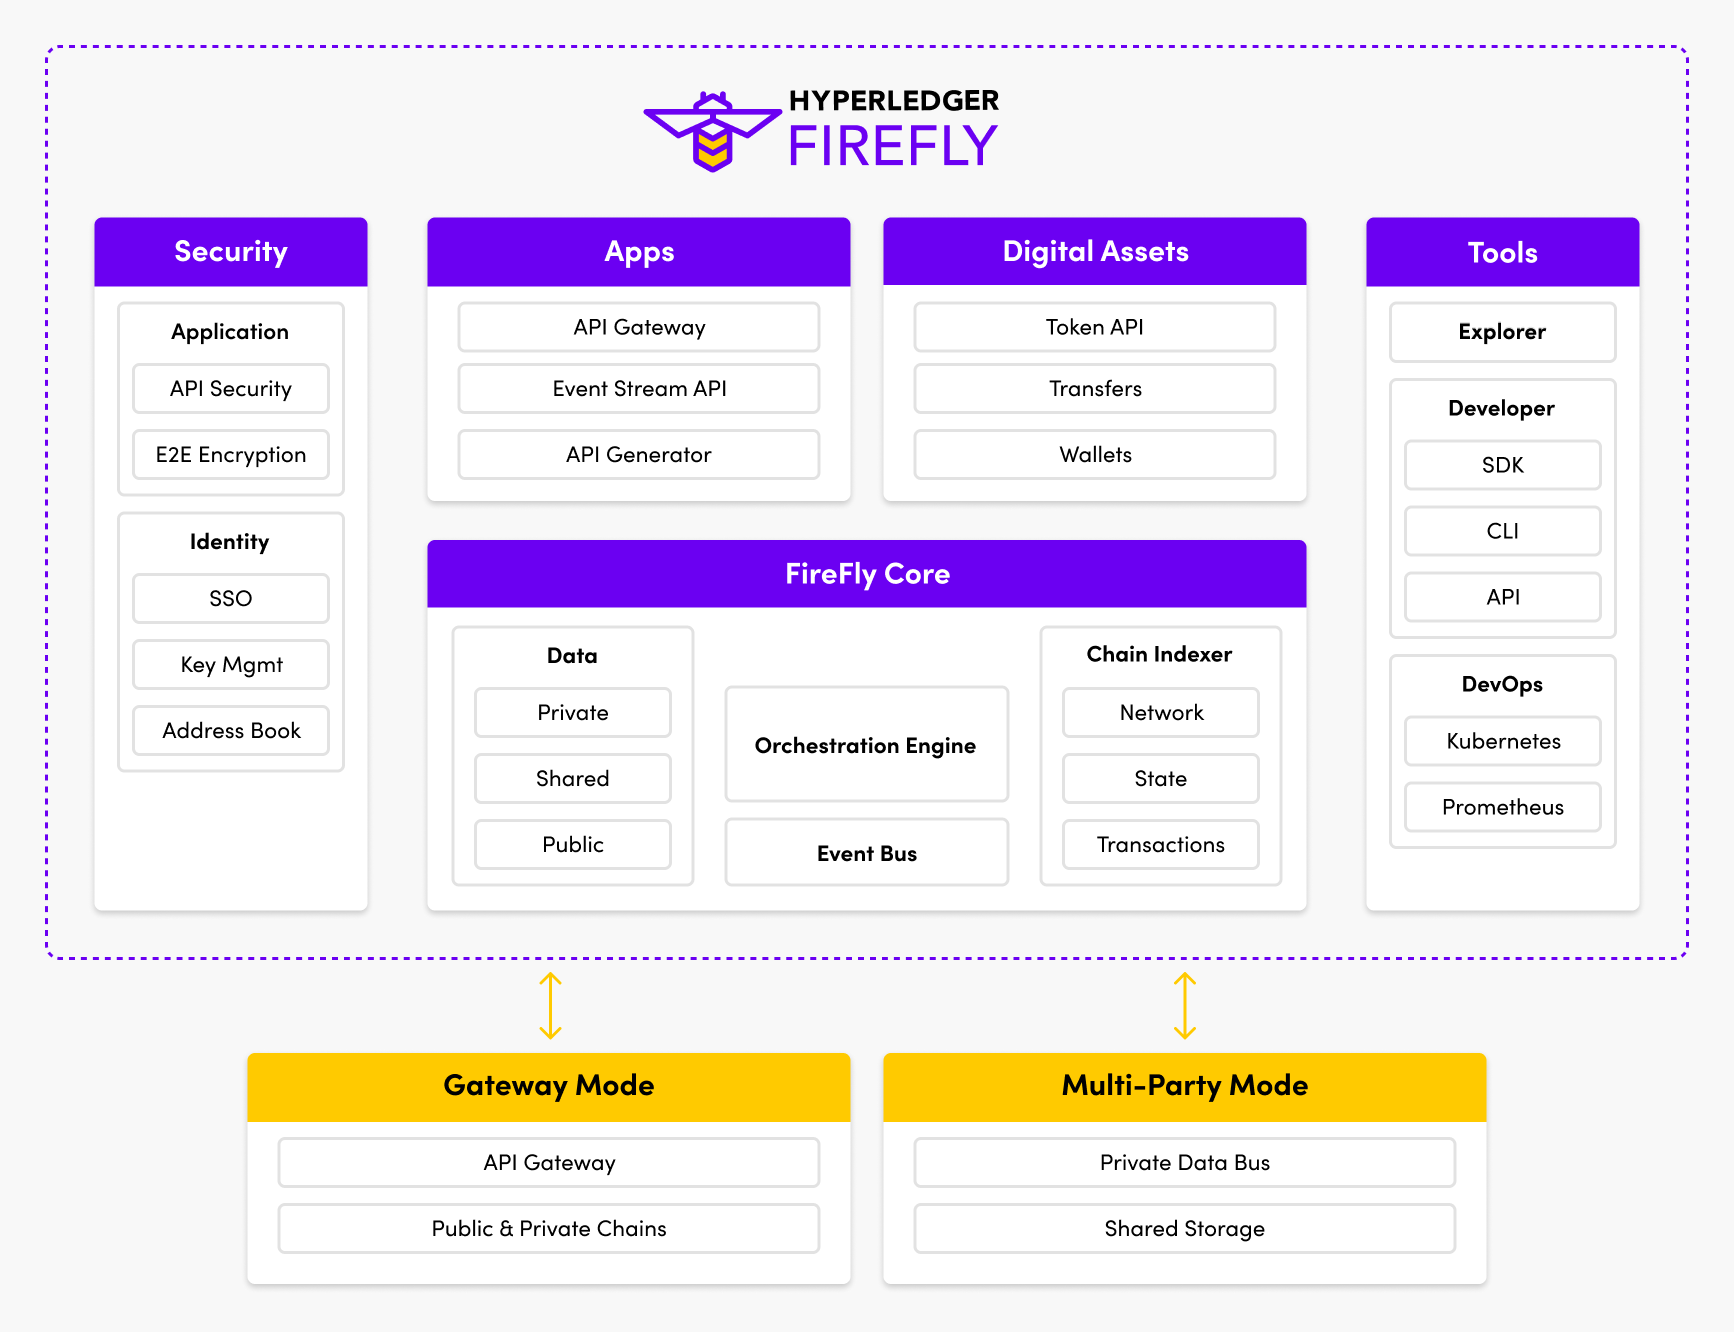 HYPERLEDGER
FIREFLY
Security
Application
API Security
E2E Encryption
Identity
SSO
Key Mgmt
Address Book
Apps
API Gateway
Event Stream API
API Generator
Digital Assets
Token API
Transfers
Wallets
FireFly Core
Data
Private
Shared
Public
Orchestration Engine
Event Bus
Chain Indexer
Network
State
Transactions
Tools
Explorer
Developer
SDK
CLI
API
DevOps
Kubernetes
Prometheus
Gateway Mode
API Gateway
Public & Private Chains
Multi-Party Mode
Private Data Bus
Shared Storage